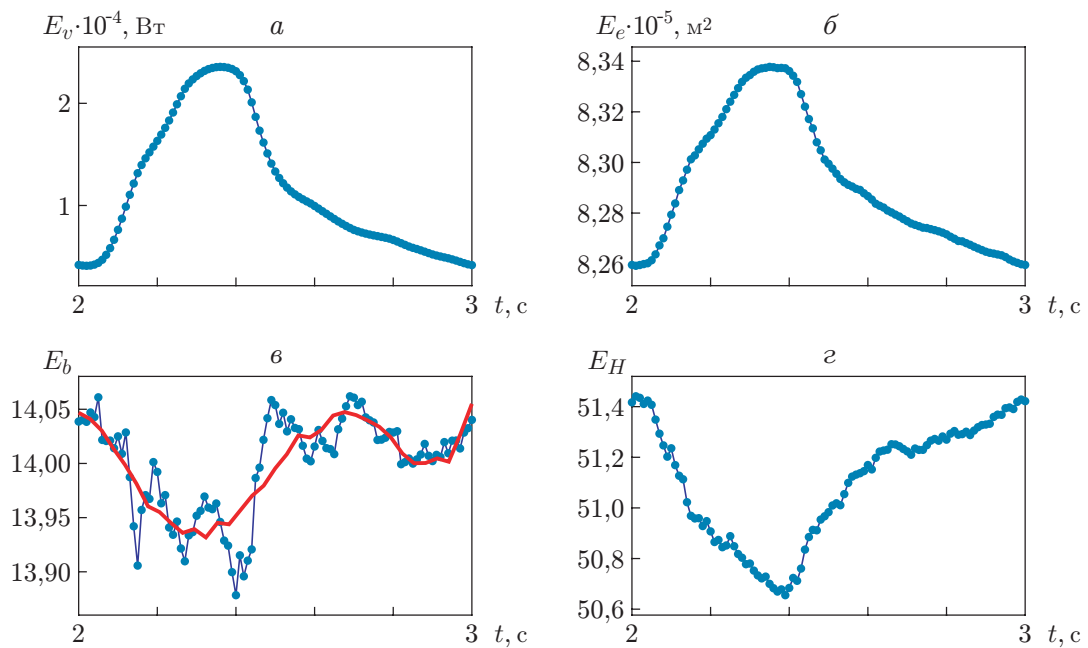 E_v·10⁻⁴, Вт а
2
1
2 3 t, с
E_e·10⁻⁵, м² б
8,34
8,32
8,30
8,28
8,26
2 3 t, с
E_b в
14,05
14,00
13,95
13,90
2 3 t, с
E_H г
51,4
51,2
51,0
50,8
50,6
2 3 t, с